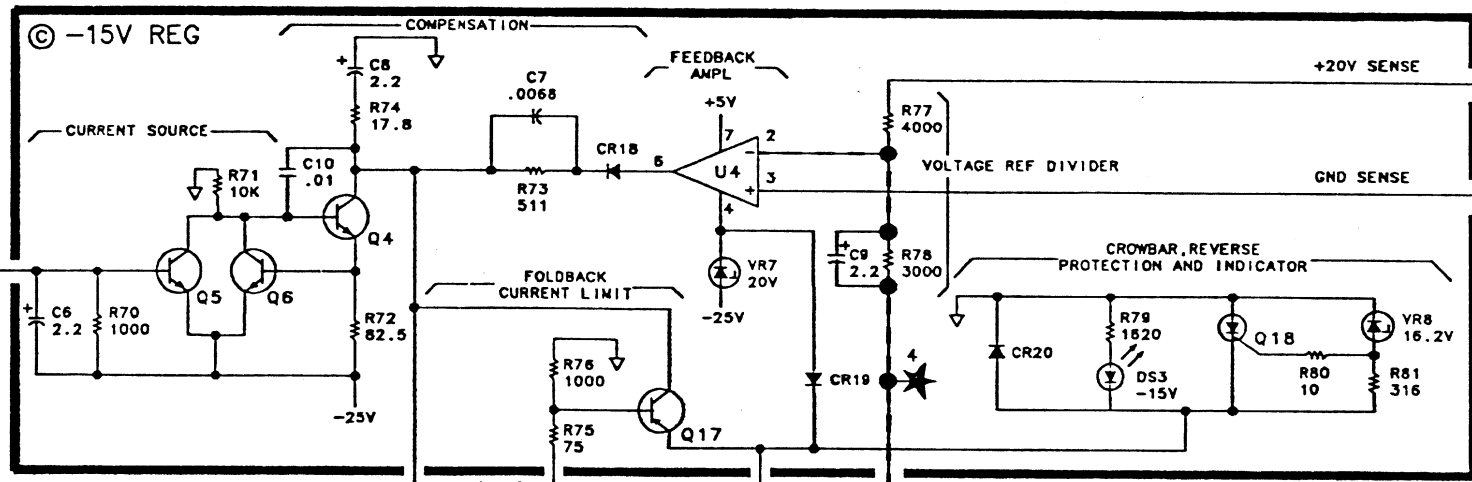 © -15V REG
COMPENSATION
C8
2.2
R74
17.8
C7
.0068
FEEDBACK
AMPL
+20V SENSE
+5V
R77
4000
CURRENT SOURCE
C10
.01
R71
10K
CR18
6
7
2
U4
3
4
R73
511
VOLTAGE REF DIVIDER
GND SENSE
Q4
Q5
Q6
C6
2.2
R70
1000
R72
82.5
-25V
FOLDBACK
CURRENT LIMIT
VR7
20V
-25V
C9
2.2
R78
3000
CROWBAR, REVERSE
PROTECTION AND INDICATOR
R76
1000
R75
75
Q17
CR19
4
CR20
R79
1620
DS3
-15V
Q18
R80
10
VR8
16.2V
R81
316